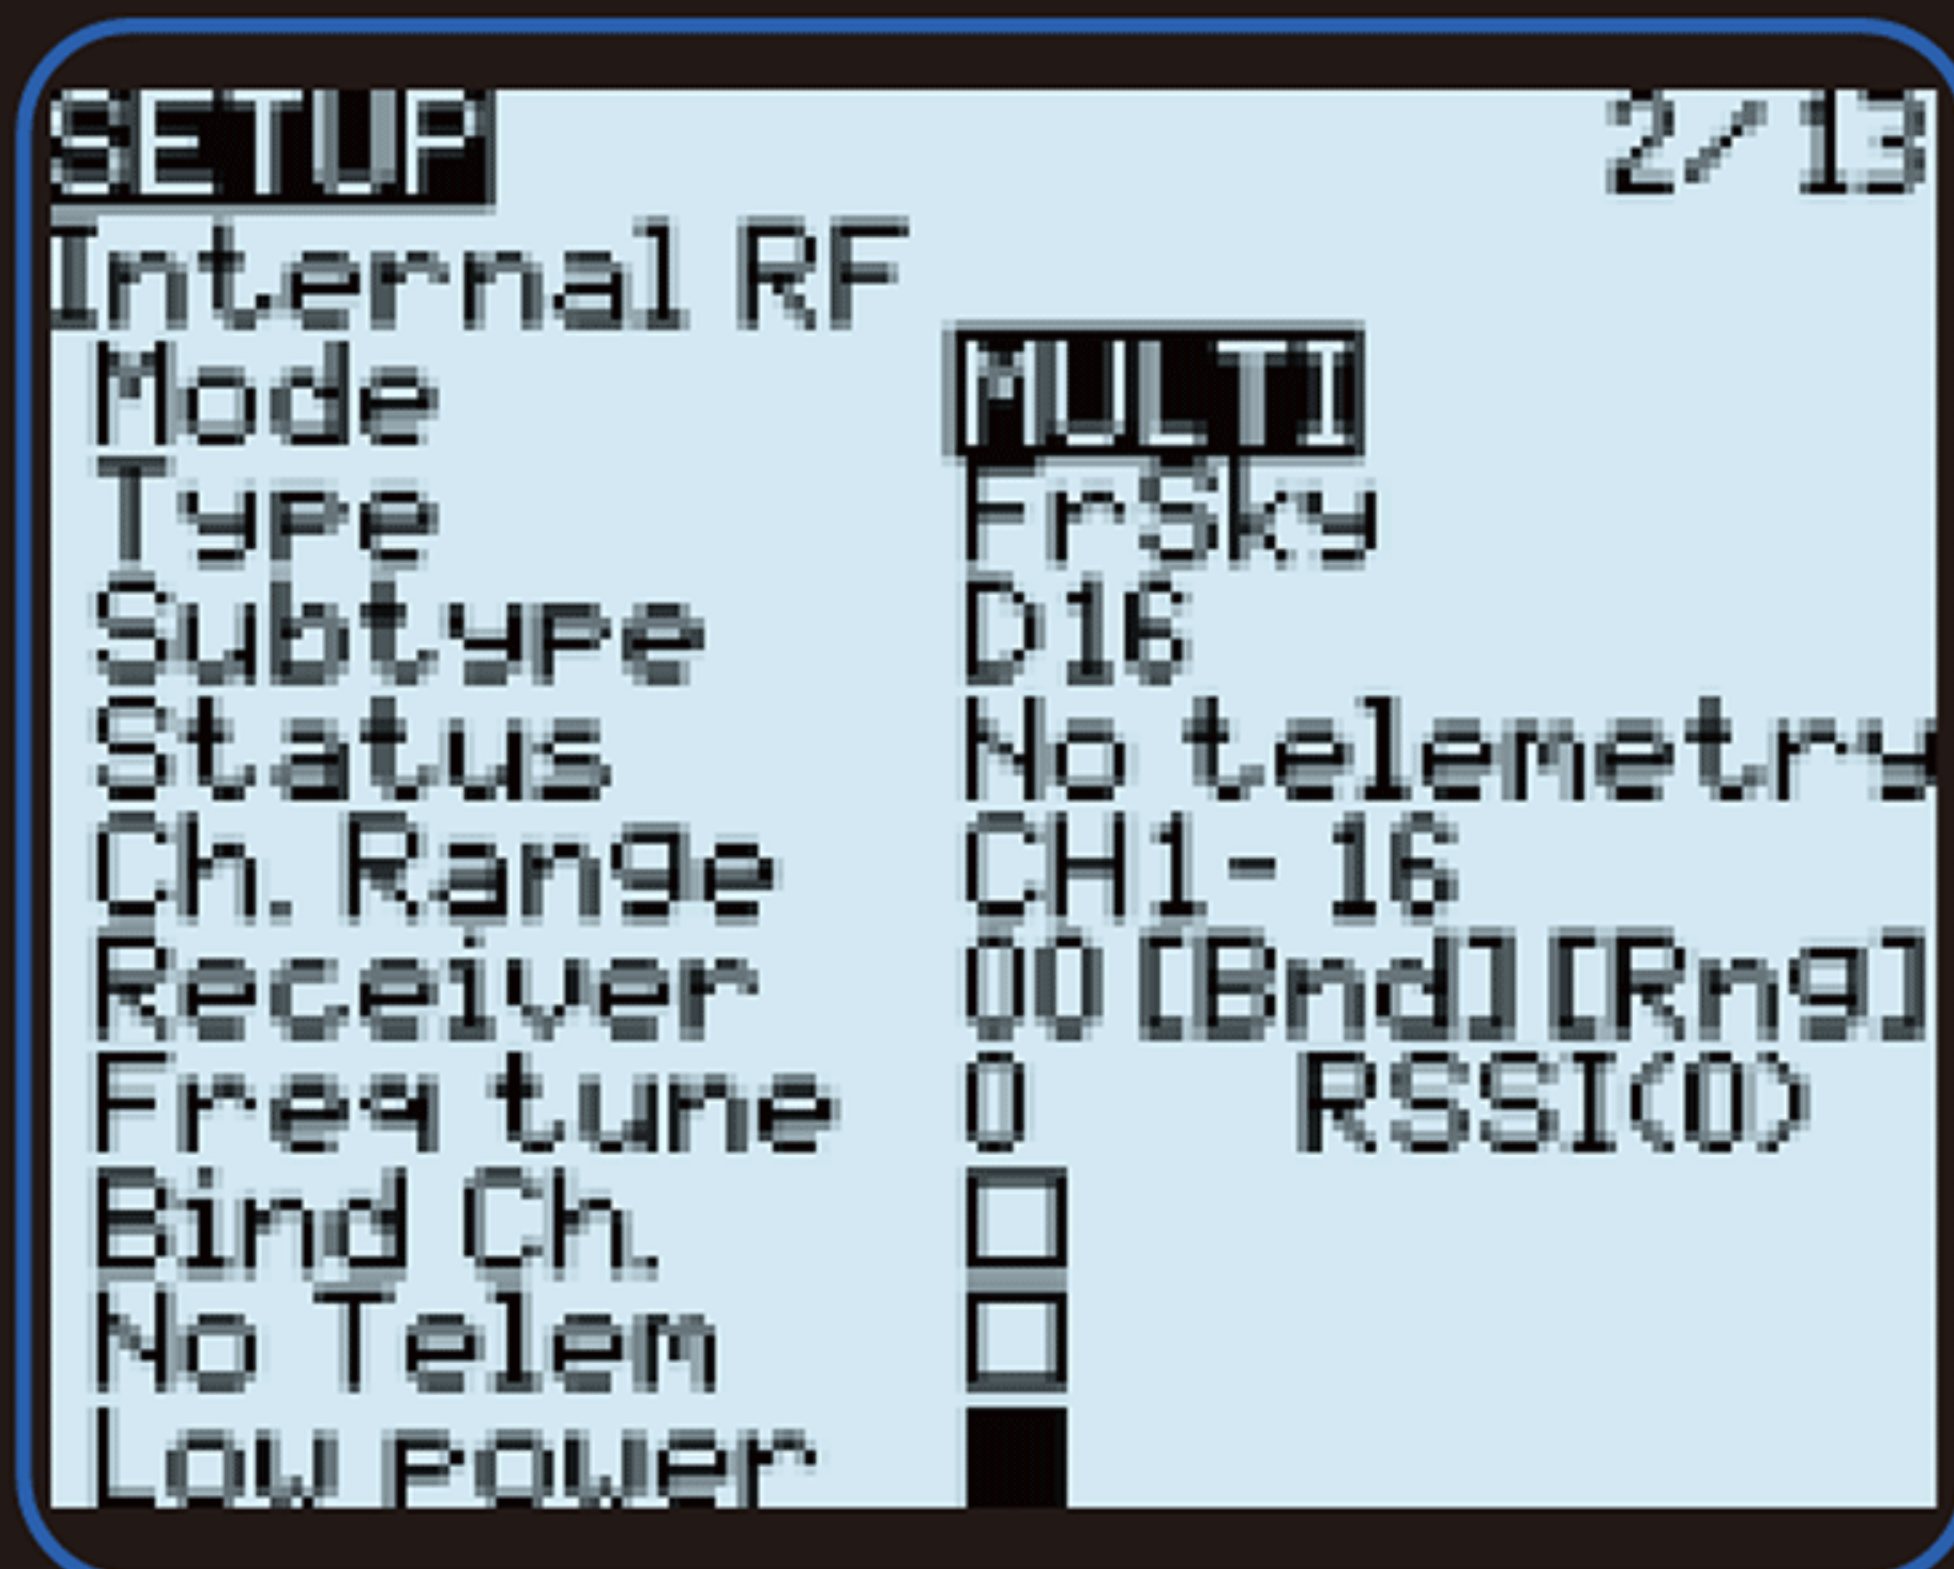 SETUP 2/13
Internal RF
Mode MULTI
Type FrSky
Subtype D16
Status No telemetry
Ch. Range CH1-16
Receiver 00 [Bnd][Rng]
Freq tune 0 RSSI(0)
Bind Ch.
No Telem
Low power